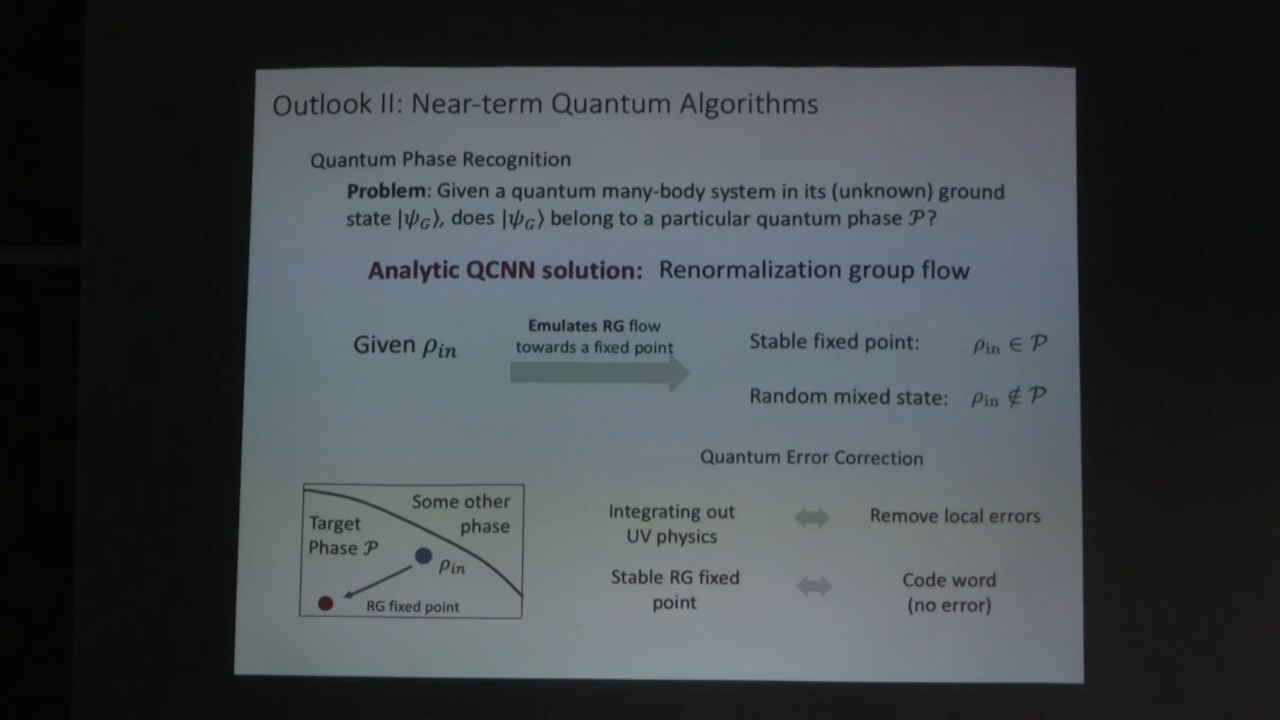 Outlook II: Near-term Quantum Algorithms
Quantum Phase Recognition
Problem: Given a quantum many-body system in its (unknown) ground
state |ψ_G⟩, does |ψ_G⟩ belong to a particular quantum phase 𝒫?
Analytic QCNN solution: Renormalization group flow
Given ρ_in
Emulates RG flow
towards a fixed point
Stable fixed point: ρ_in ∈ 𝒫
Random mixed state: ρ_in ∉ 𝒫
Some other
phase
Target
Phase 𝒫
ρ_in
RG fixed point
Quantum Error Correction
Integrating out
UV physics
Remove local errors
Stable RG fixed
point
Code word
(no error)